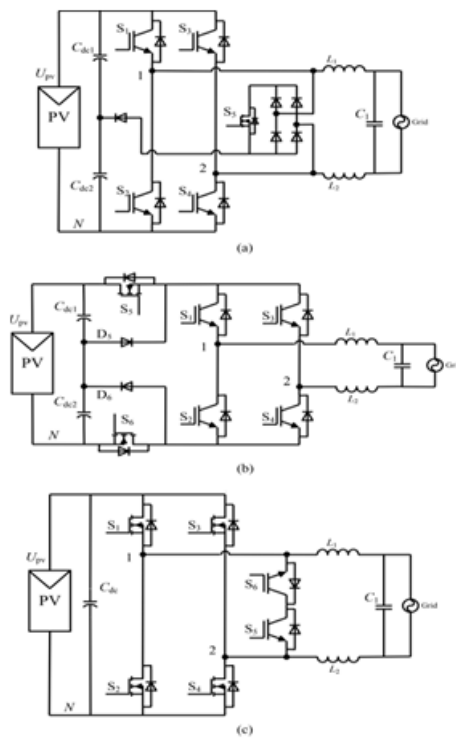 S1 S3
Cdc1
Upv
1
L1
PV
S5
C1
Grid
Cdc2
2
S2 S4
L2
N
(a)
S5
Cdc1
S1 S3
Upv
D5
L1
1
PV
C1
D6
2
Cdc2
S6
S2 S4
L2
N
(b)
S1 S3
L1
1
Upv
S6
Cdc
C1
PV
Grid
S5
2
S2 S4
L2
N
(c)